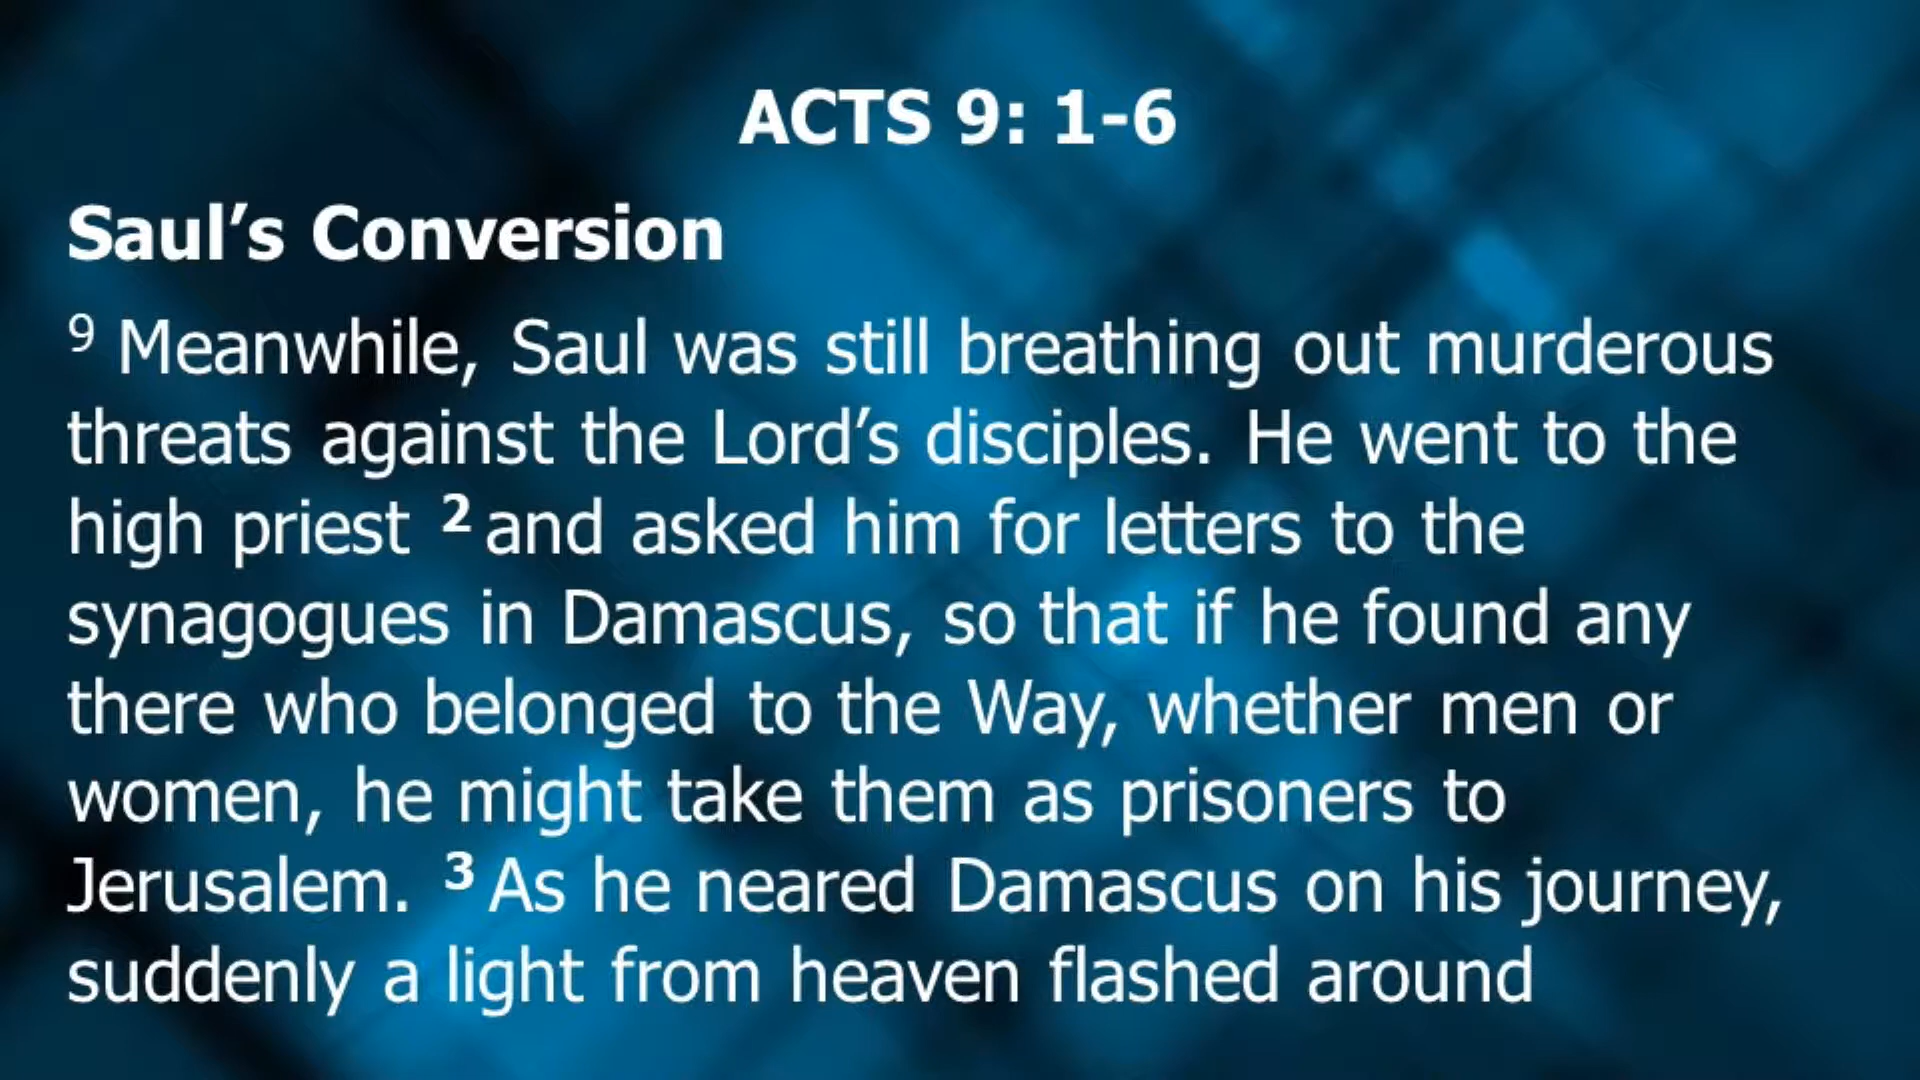 ACTS 9: 1-6
Saul’s Conversion
9 Meanwhile, Saul was still breathing out murderous
threats against the Lord’s disciples. He went to the
high priest 2 and asked him for letters to the
synagogues in Damascus, so that if he found any
there who belonged to the Way, whether men or
women, he might take them as prisoners to
Jerusalem. 3 As he neared Damascus on his journey,
suddenly a light from heaven flashed around